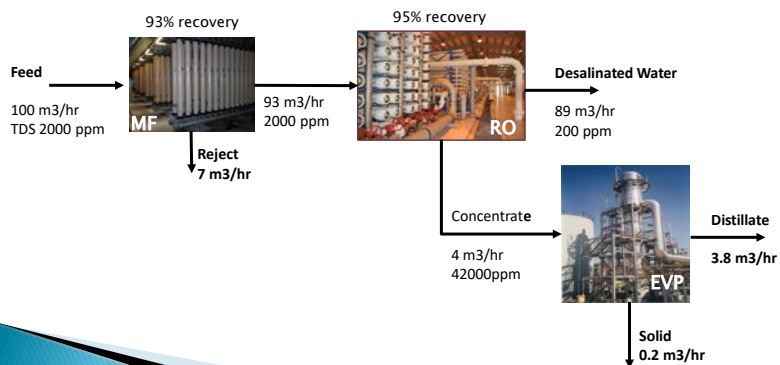 93% recovery
95% recovery
Feed
100 m3/hr
TDS 2000 ppm
MF
93 m3/hr
2000 ppm
Reject
7 m3/hr
RO
Desalinated Water
89 m3/hr
200 ppm
Concentrate
4 m3/hr
42000ppm
EVP
Distillate
3.8 m3/hr
Solid
0.2 m3/hr